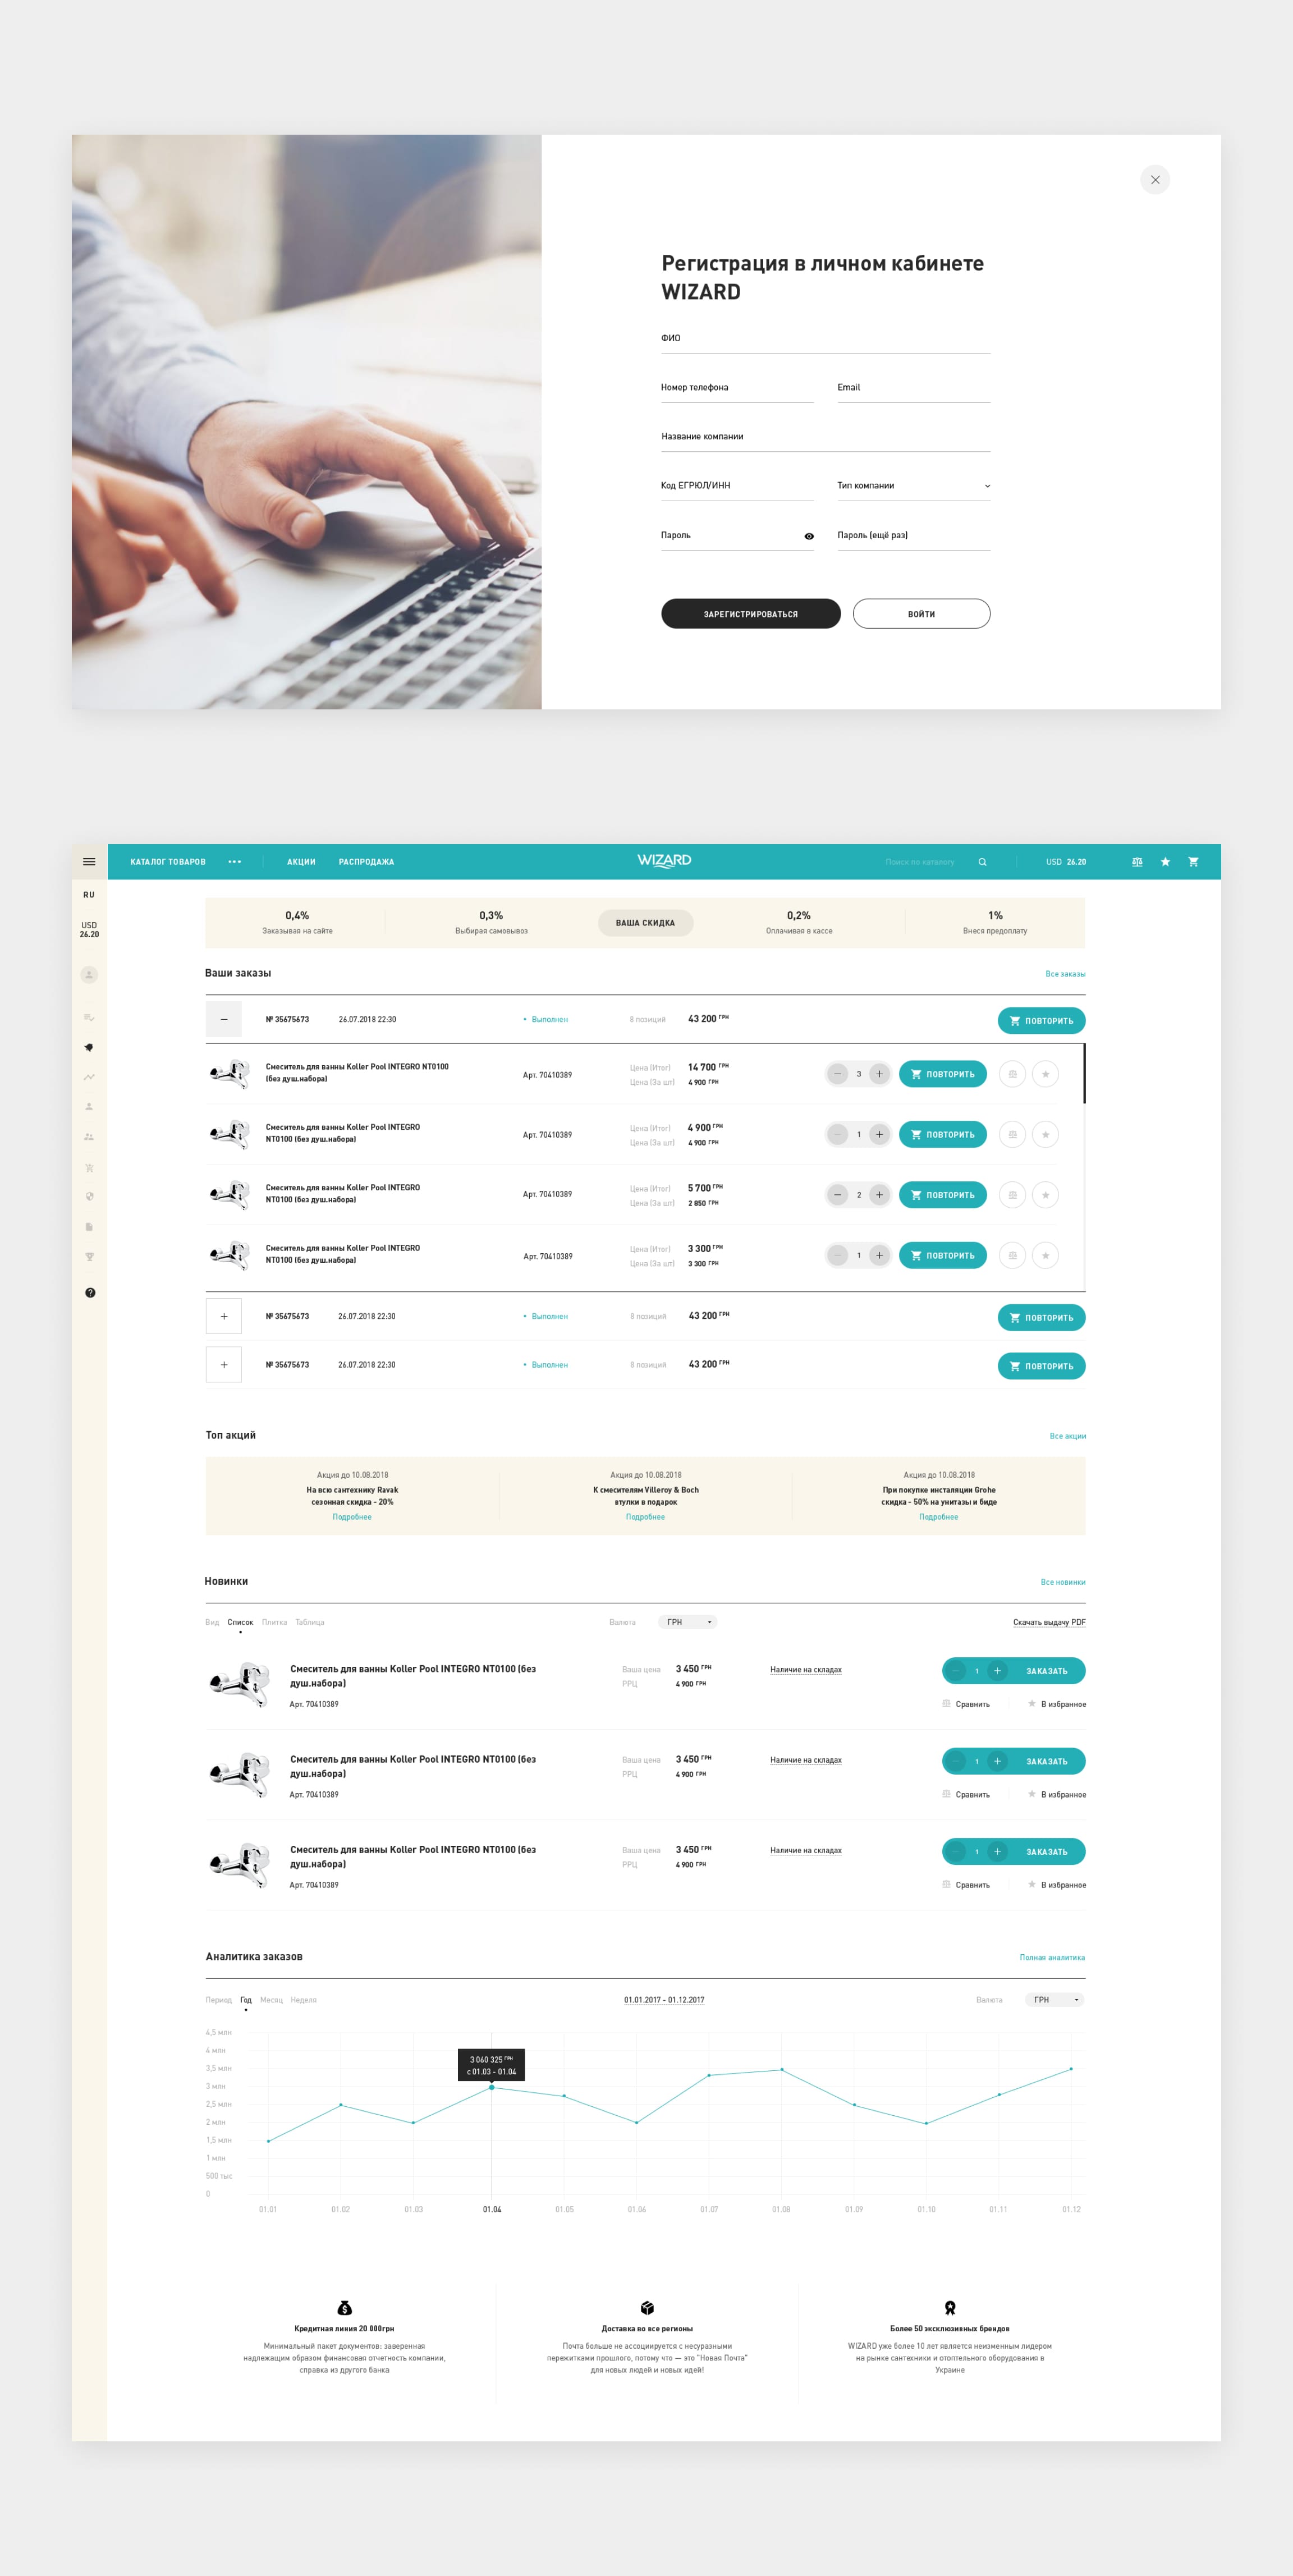 Регистрация в личном кабинете
WIZARD
ФИО
Номер телефона Email
Название компании
Код ЕГРЮЛ/ИНН Тип компании
Пароль Пароль (ещё раз)
ЗАРЕГИСТРИРОВАТЬСЯ ВОЙТИ
КАТАЛОГ ТОВАРОВ АКЦИИ РАСПРОДАЖА WIZARD Поиск по каталогу USD 26.20
RU
USD
26.20
0,4% 0,3% ВАША СКИДКА 0,2% 1%
Заказывая на сайте Выбирая самовывоз Оплачивая в кассе Внеся предоплату
Ваши заказы Все заказы
№ 35675673 26.07.2018 22:30 • Выполнен 8 позиций 43 200 ГРН ПОВТОРИТЬ
Смеситель для ванны Koller Pool INTEGRO NT0100
(без душ.набора)
Арт. 70410389
Цена (Итог) 14 700 ГРН
Цена (За шт) 4 900 ГРН
3 ПОВТОРИТЬ
Смеситель для ванны Koller Pool INTEGRO
NT0100 (без душ.набора)
Арт. 70410389
Цена (Итог) 4 900 ГРН
Цена (За шт) 4 900 ГРН
1 ПОВТОРИТЬ
Смеситель для ванны Koller Pool INTEGRO
NT0100 (без душ.набора)
Арт. 70410389
Цена (Итог) 5 700 ГРН
Цена (За шт) 2 850 ГРН
2 ПОВТОРИТЬ
Смеситель для ванны Koller Pool INTEGRO
NT0100 (без душ.набора)
Арт. 70410389
Цена (Итог) 3 300 ГРН
Цена (За шт) 3 300 ГРН
1 ПОВТОРИТЬ
№ 35675673 26.07.2018 22:30 • Выполнен 8 позиций 43 200 ГРН ПОВТОРИТЬ
№ 35675673 26.07.2018 22:30 • Выполнен 8 позиций 43 200 ГРН ПОВТОРИТЬ
Топ акций Все акции
Акция до 10.08.2018
На всю сантехнику Ravak
сезонная скидка - 20%
Подробнее
Акция до 10.08.2018
К смесителям Villeroy & Boch
втулки в подарок
Подробнее
Акция до 10.08.2018
При покупке инсталяции Grohe
скидка - 50% на унитазы и биде
Подробнее
Новинки Все новинки
Вид Список Плитка Таблица Валюта ГРН Скачать выдачу PDF
Смеситель для ванны Koller Pool INTEGRO NT0100 (без
душ.набора)
Арт. 70410389
Ваша цена 3 450 ГРН
РРЦ 4 900 ГРН
Наличие на складах
1 ЗАКАЗАТЬ
Сравнить В избранное
Смеситель для ванны Koller Pool INTEGRO NT0100 (без
душ.набора)
Арт. 70410389
Ваша цена 3 450 ГРН
РРЦ 4 900 ГРН
Наличие на складах
1 ЗАКАЗАТЬ
Сравнить В избранное
Смеситель для ванны Koller Pool INTEGRO NT0100 (без
душ.набора)
Арт. 70410389
Ваша цена 3 450 ГРН
РРЦ 4 900 ГРН
Наличие на складах
1 ЗАКАЗАТЬ
Сравнить В избранное
Аналитика заказов Полная аналитика
Период Год Месяц Неделя 01.01.2017 - 01.12.2017 Валюта ГРН
4,5 млн
4 млн
3,5 млн
3 млн
2,5 млн
2 млн
1,5 млн
1 млн
500 тыс
0
3 060 325 ГРН
с 01.03 - 01.04
01.01 01.02 01.03 01.04 01.05 01.06 01.07 01.08 01.09 01.10 01.11 01.12
Кредитная линия 20 000грн
Минимальный пакет документов: заверенная
надлежащим образом финансовая отчетность компании,
справка из другого банка
Доставка во все регионы
Почта больше не ассоциируется с несуразными
пережитками прошлого, потому что — это "Новая Почта"
для новых людей и новых идей!
Более 50 эксклюзивных брендов
WIZARD уже более 10 лет является неизменным лидером
на рынке сантехники и отоптельного оборудования в
Украине